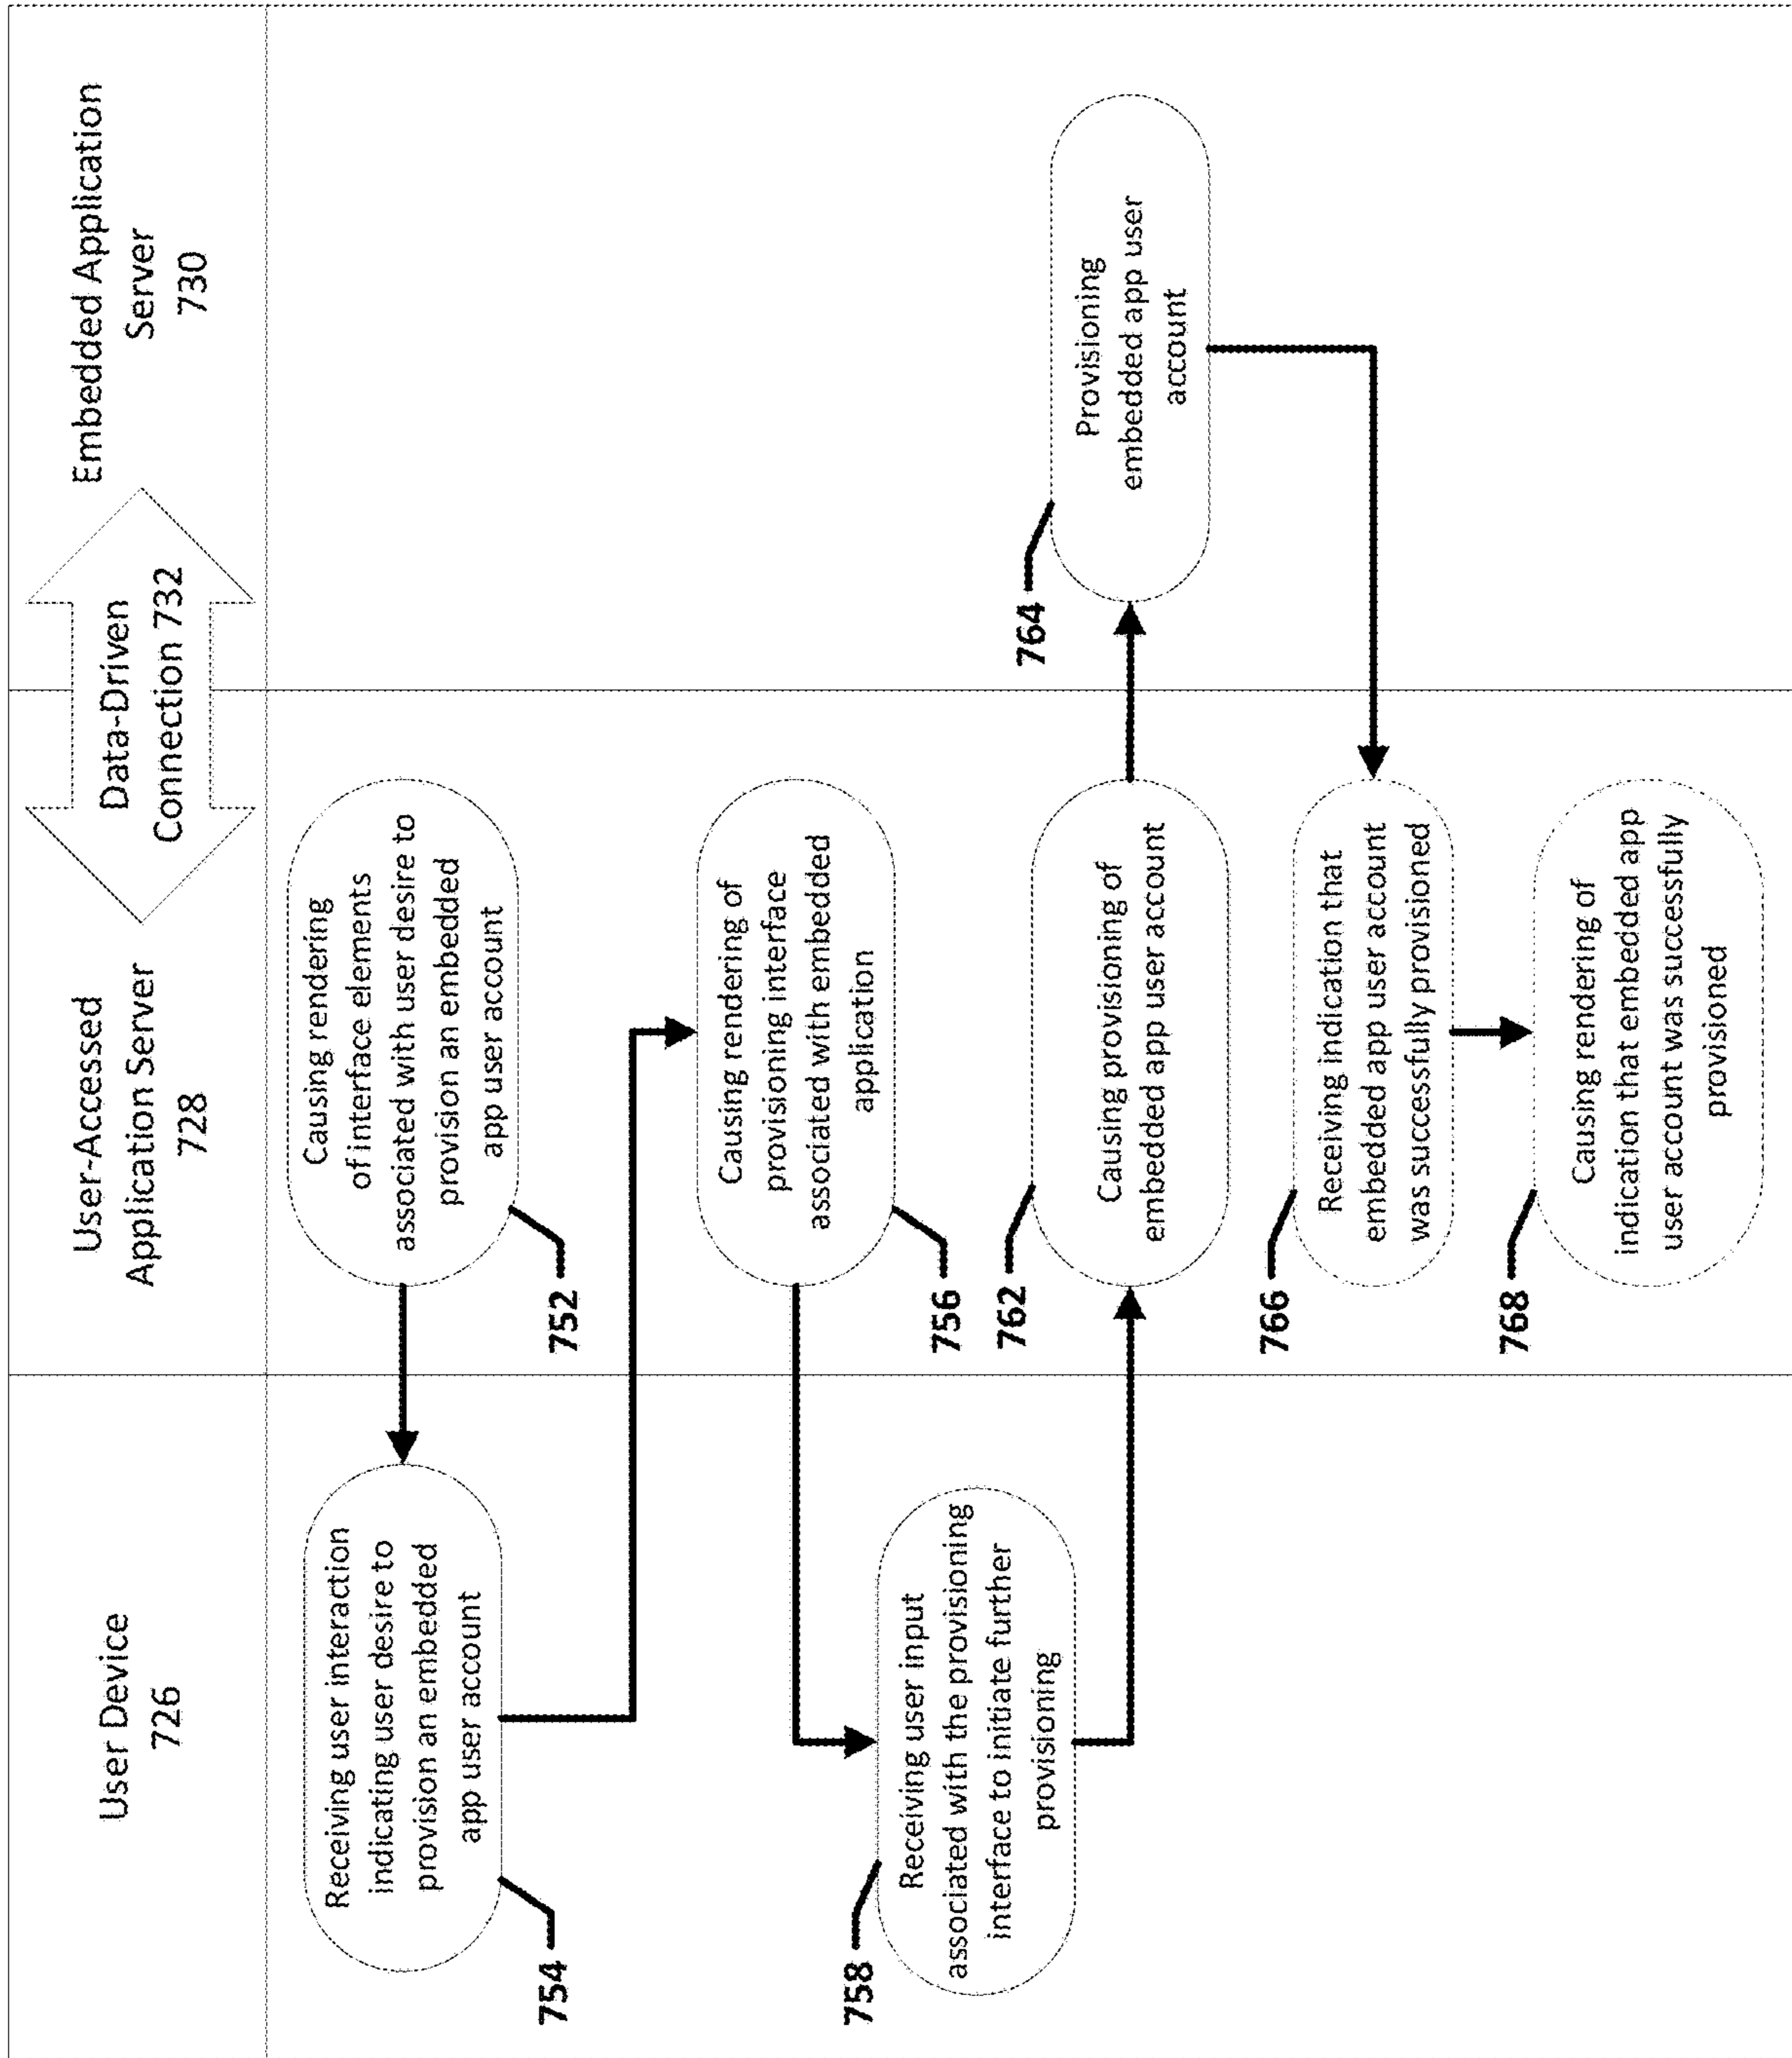 User Device
726
User-Accessed
Application Server
728
Data-Driven
Connection 732
Embedded Application
Server
730
Causing rendering
of interface elements
associated with user desire to
provision an embedded
app user account
752
Receiving user interaction
indicating user desire to
provision an embedded
app user account
754
Causing rendering of
provisioning interface
associated with embedded
application
756
Receiving user input
associated with the provisioning
interface to initiate further
provisioning
758
Causing provisioning of
embedded app user account
762
Provisioning
embedded app user
account
764
Receiving indication that
embedded app user account
was successfully provisioned
766
Causing rendering of
indication that embedded app
user account was successfully
provisioned
768